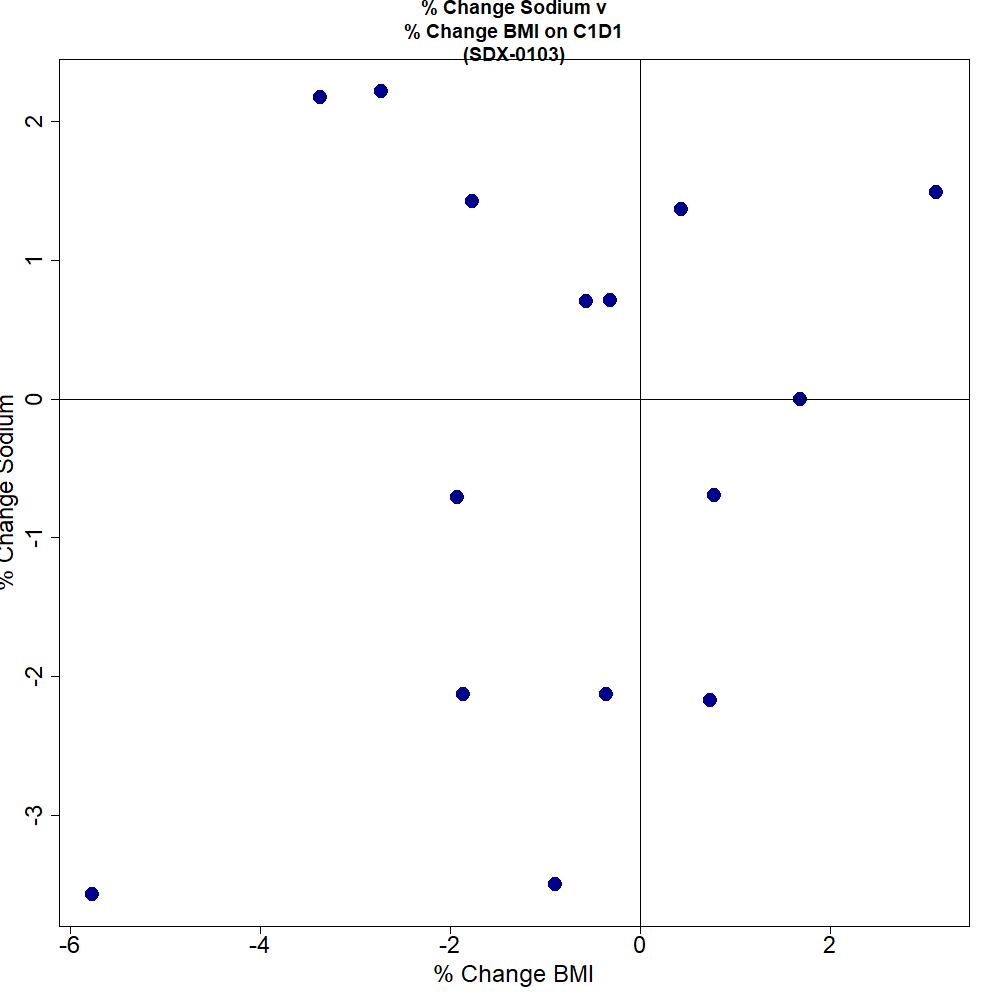 % Change Sodium v
% Change BMI on C1D1
(SDX-0103)
2
1
0
-1
-2
-3
% Change Sodium
-6
-4
-2
0
2
% Change BMI